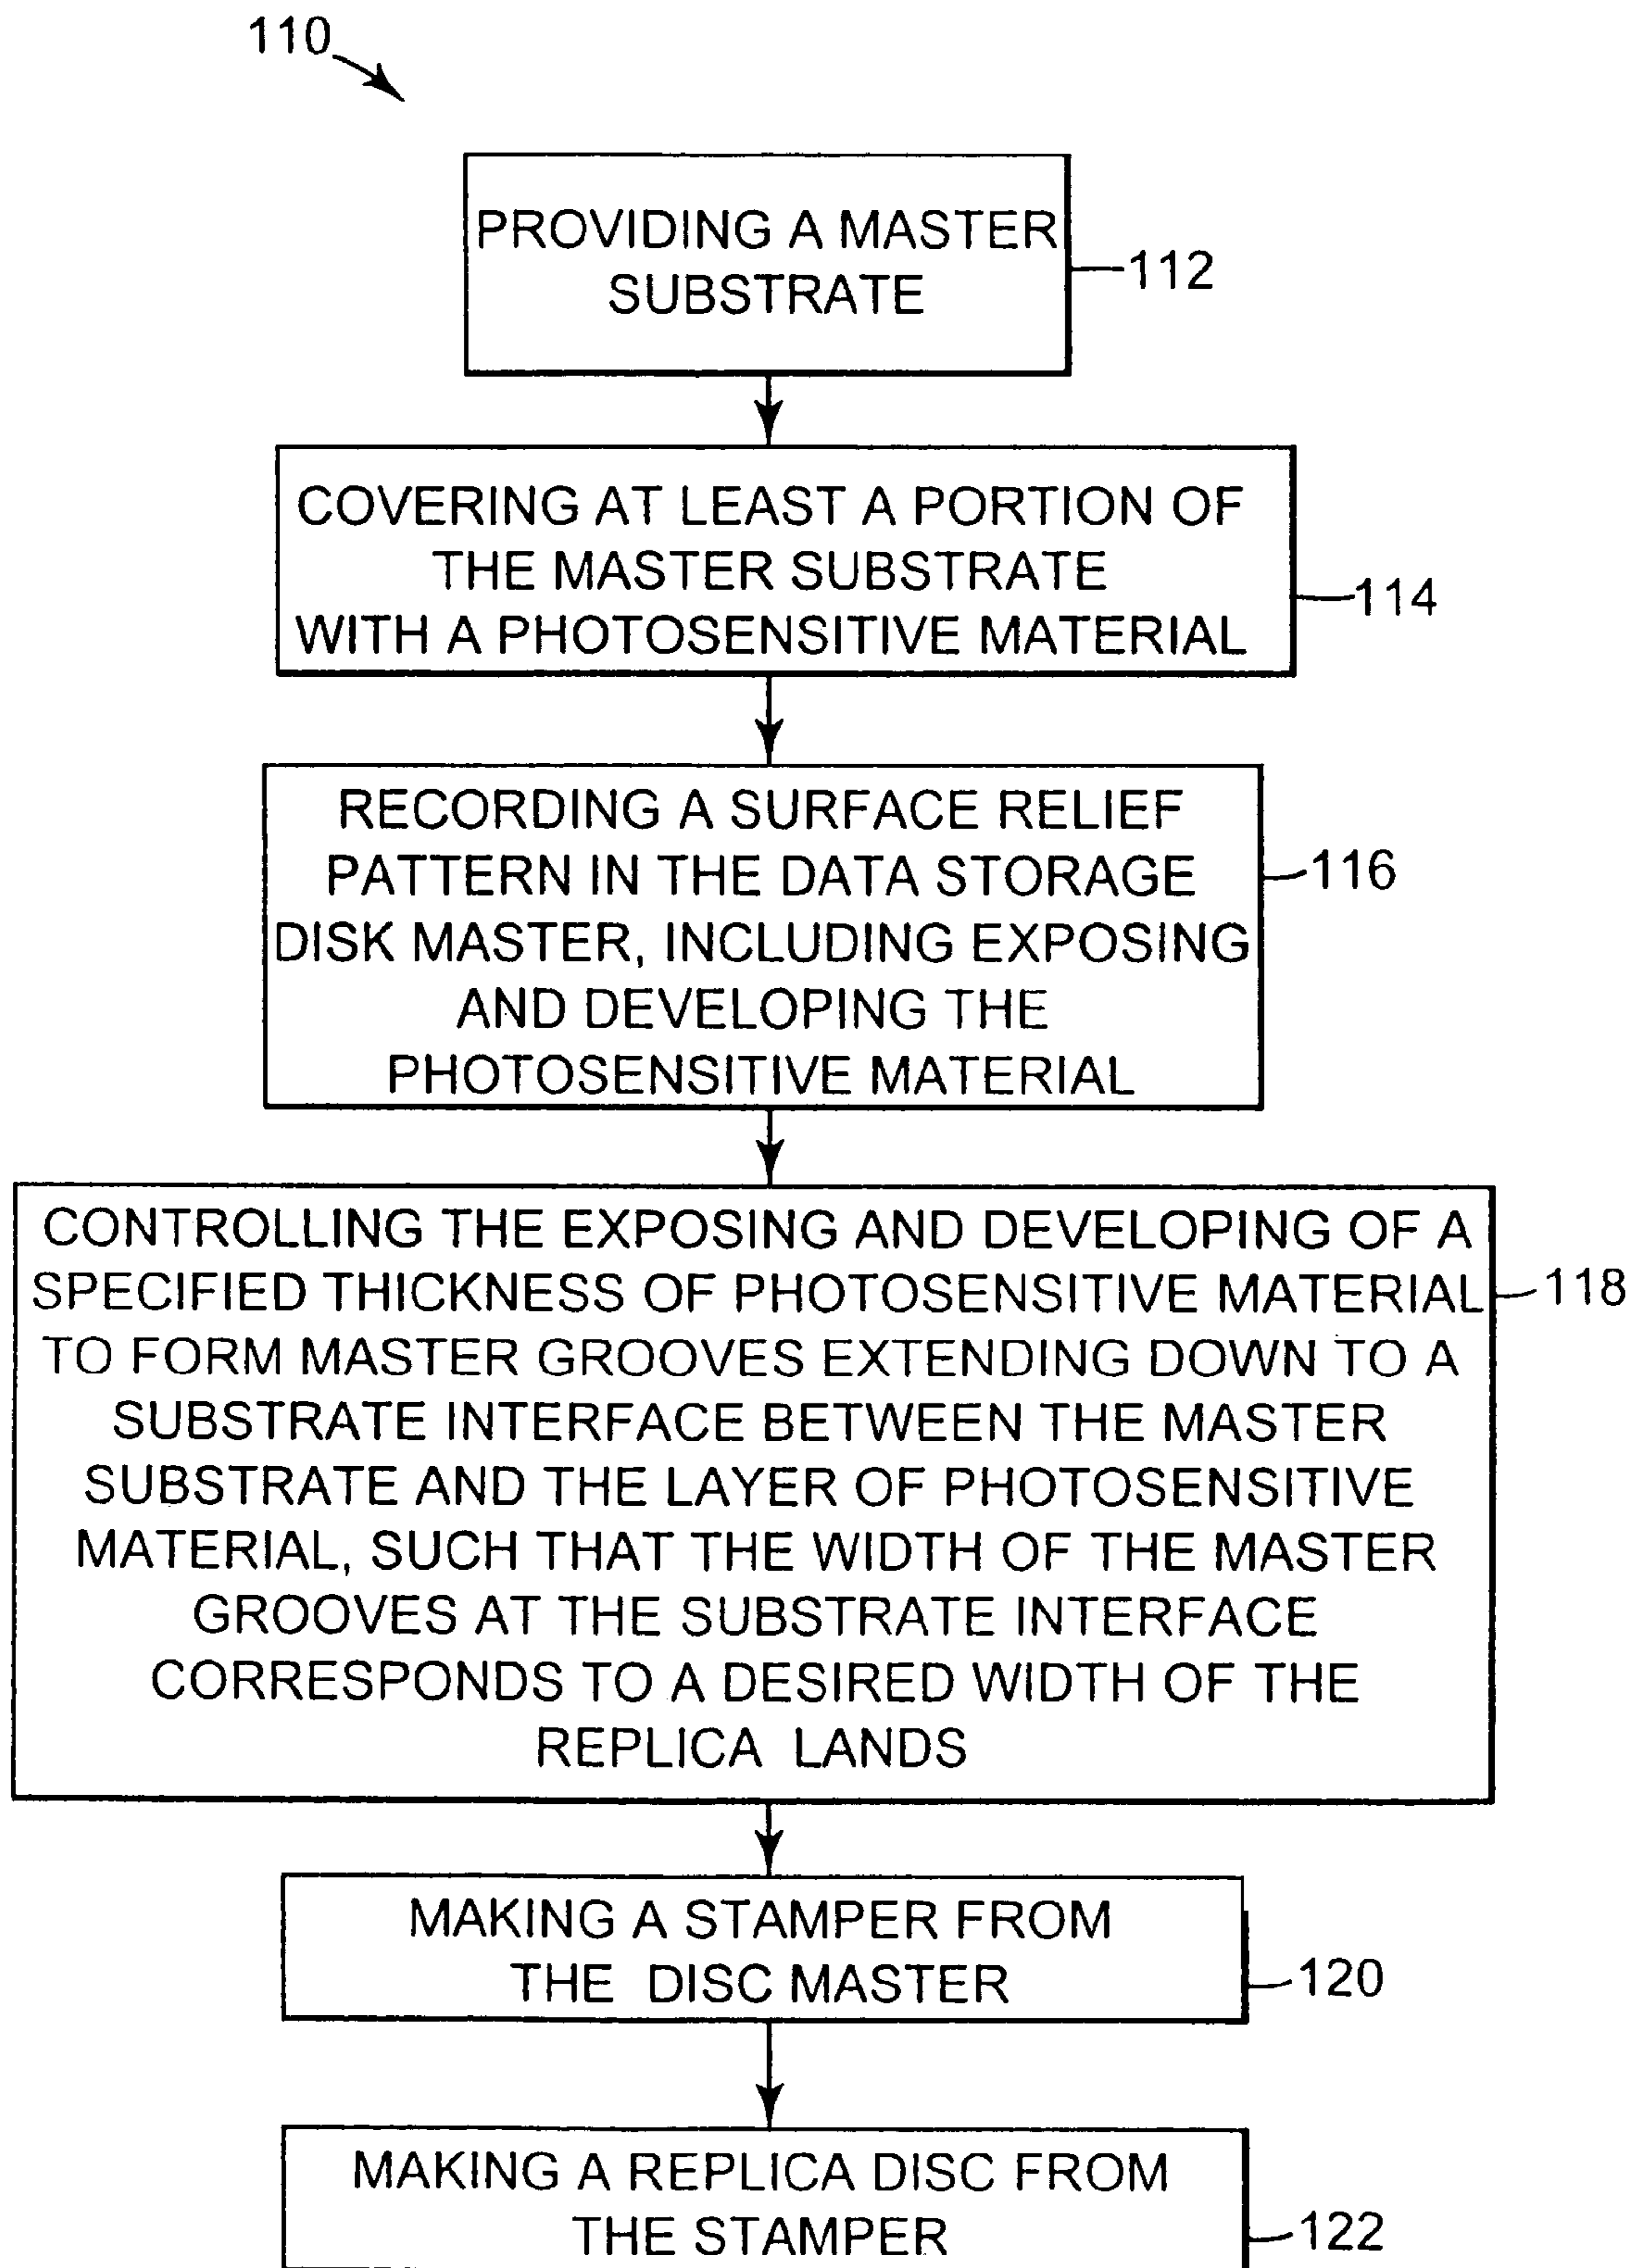 110
PROVIDING A MASTER
SUBSTRATE
112
COVERING AT LEAST A PORTION OF
THE MASTER SUBSTRATE
WITH A PHOTOSENSITIVE MATERIAL
114
RECORDING A SURFACE RELIEF
PATTERN IN THE DATA STORAGE
DISK MASTER, INCLUDING EXPOSING
AND DEVELOPING THE
PHOTOSENSITIVE MATERIAL
116
CONTROLLING THE EXPOSING AND DEVELOPING OF A
SPECIFIED THICKNESS OF PHOTOSENSITIVE MATERIAL
TO FORM MASTER GROOVES EXTENDING DOWN TO A
SUBSTRATE INTERFACE BETWEEN THE MASTER
SUBSTRATE AND THE LAYER OF PHOTOSENSITIVE
MATERIAL, SUCH THAT THE WIDTH OF THE MASTER
GROOVES AT THE SUBSTRATE INTERFACE
CORRESPONDS TO A DESIRED WIDTH OF THE
REPLICA LANDS
118
MAKING A STAMPER FROM
THE DISC MASTER
120
MAKING A REPLICA DISC FROM
THE STAMPER
122